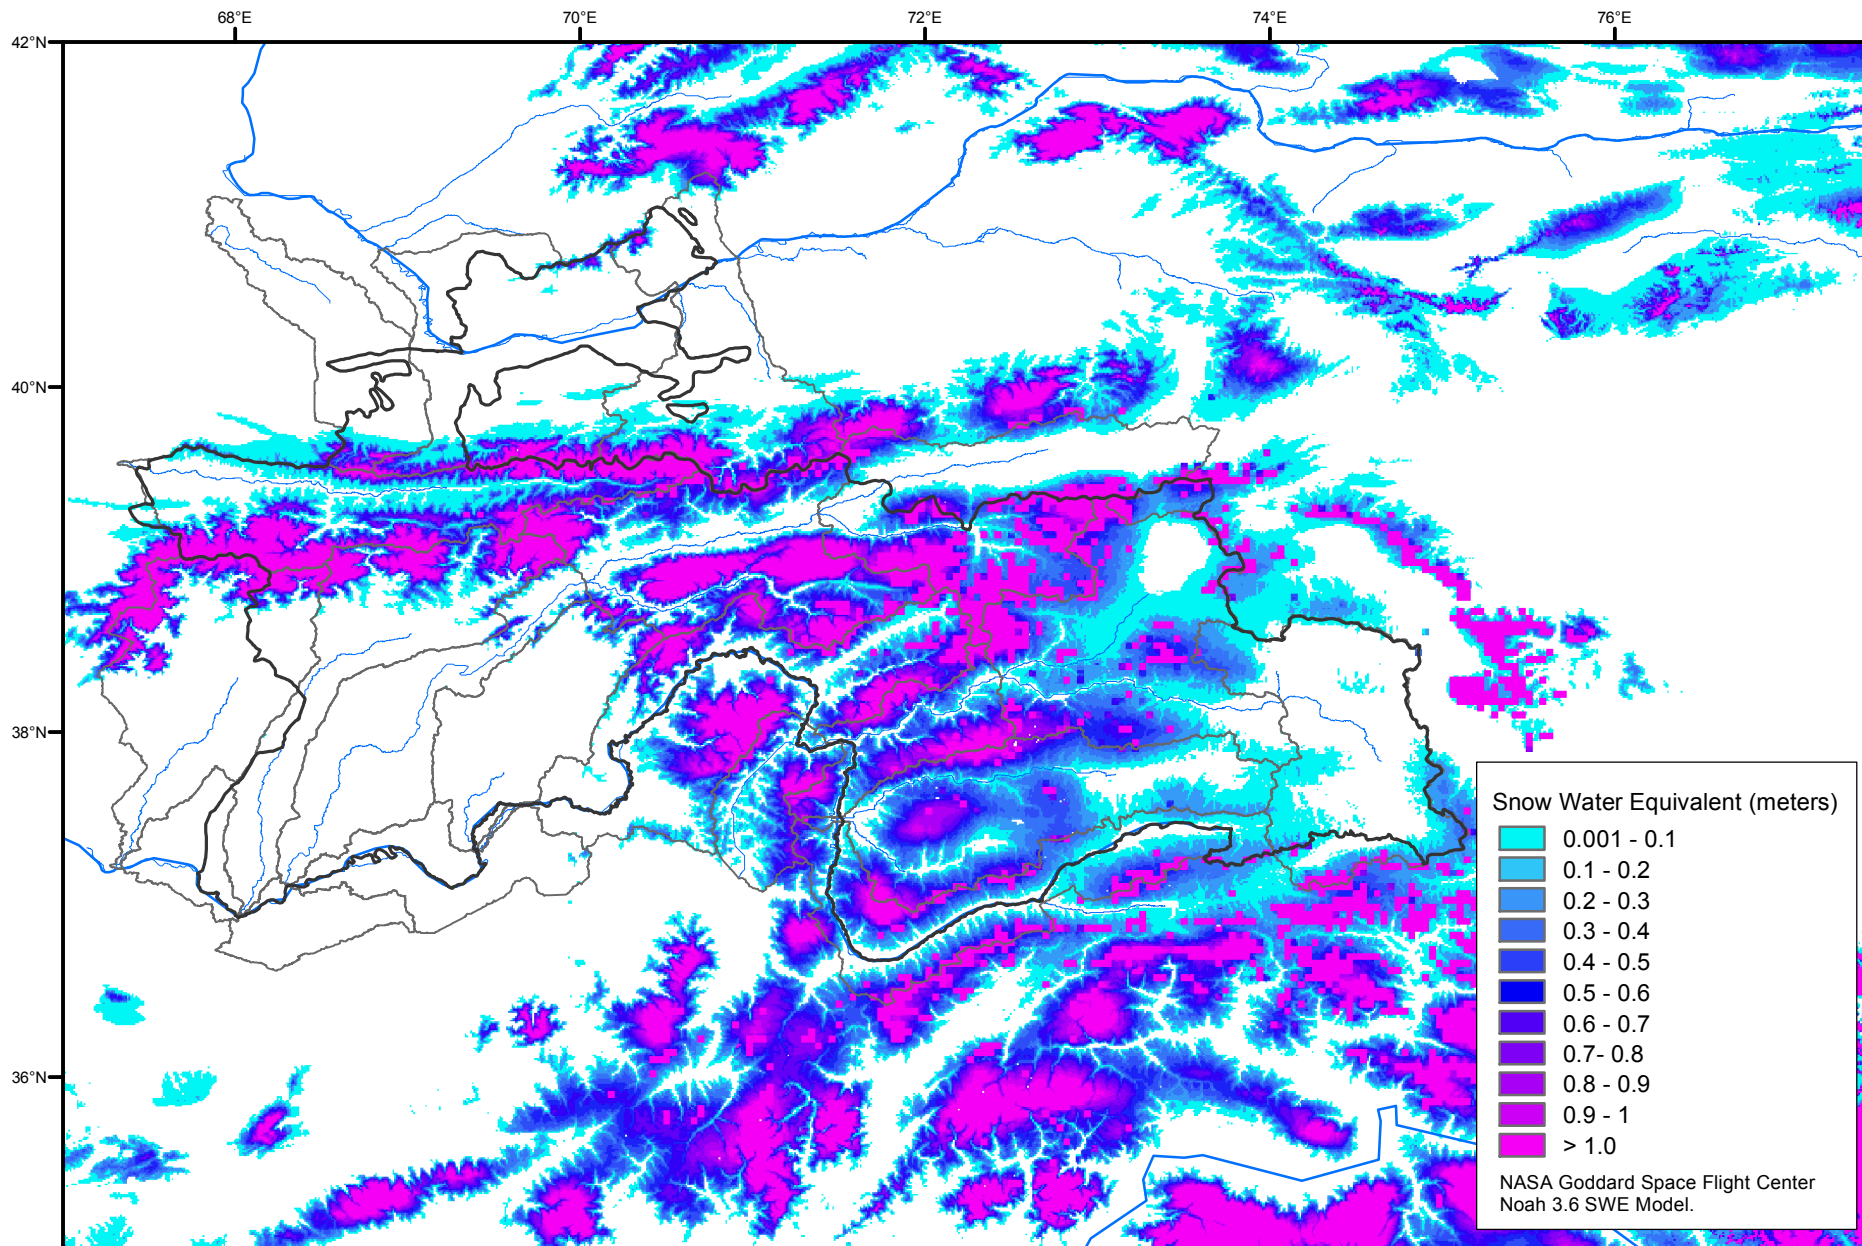 68°E
70°E
72°E
74°E
76°E
42°N
40°N
38°N
36°N
Snow Water Equivalent (meters)
0.001 - 0.1
0.1 - 0.2
0.2 - 0.3
0.3 - 0.4
0.4 - 0.5
0.5 - 0.6
0.6 - 0.7
0.7- 0.8
0.8 - 0.9
0.9 - 1
> 1.0
NASA Goddard Space Flight Center
Noah 3.6 SWE Model.